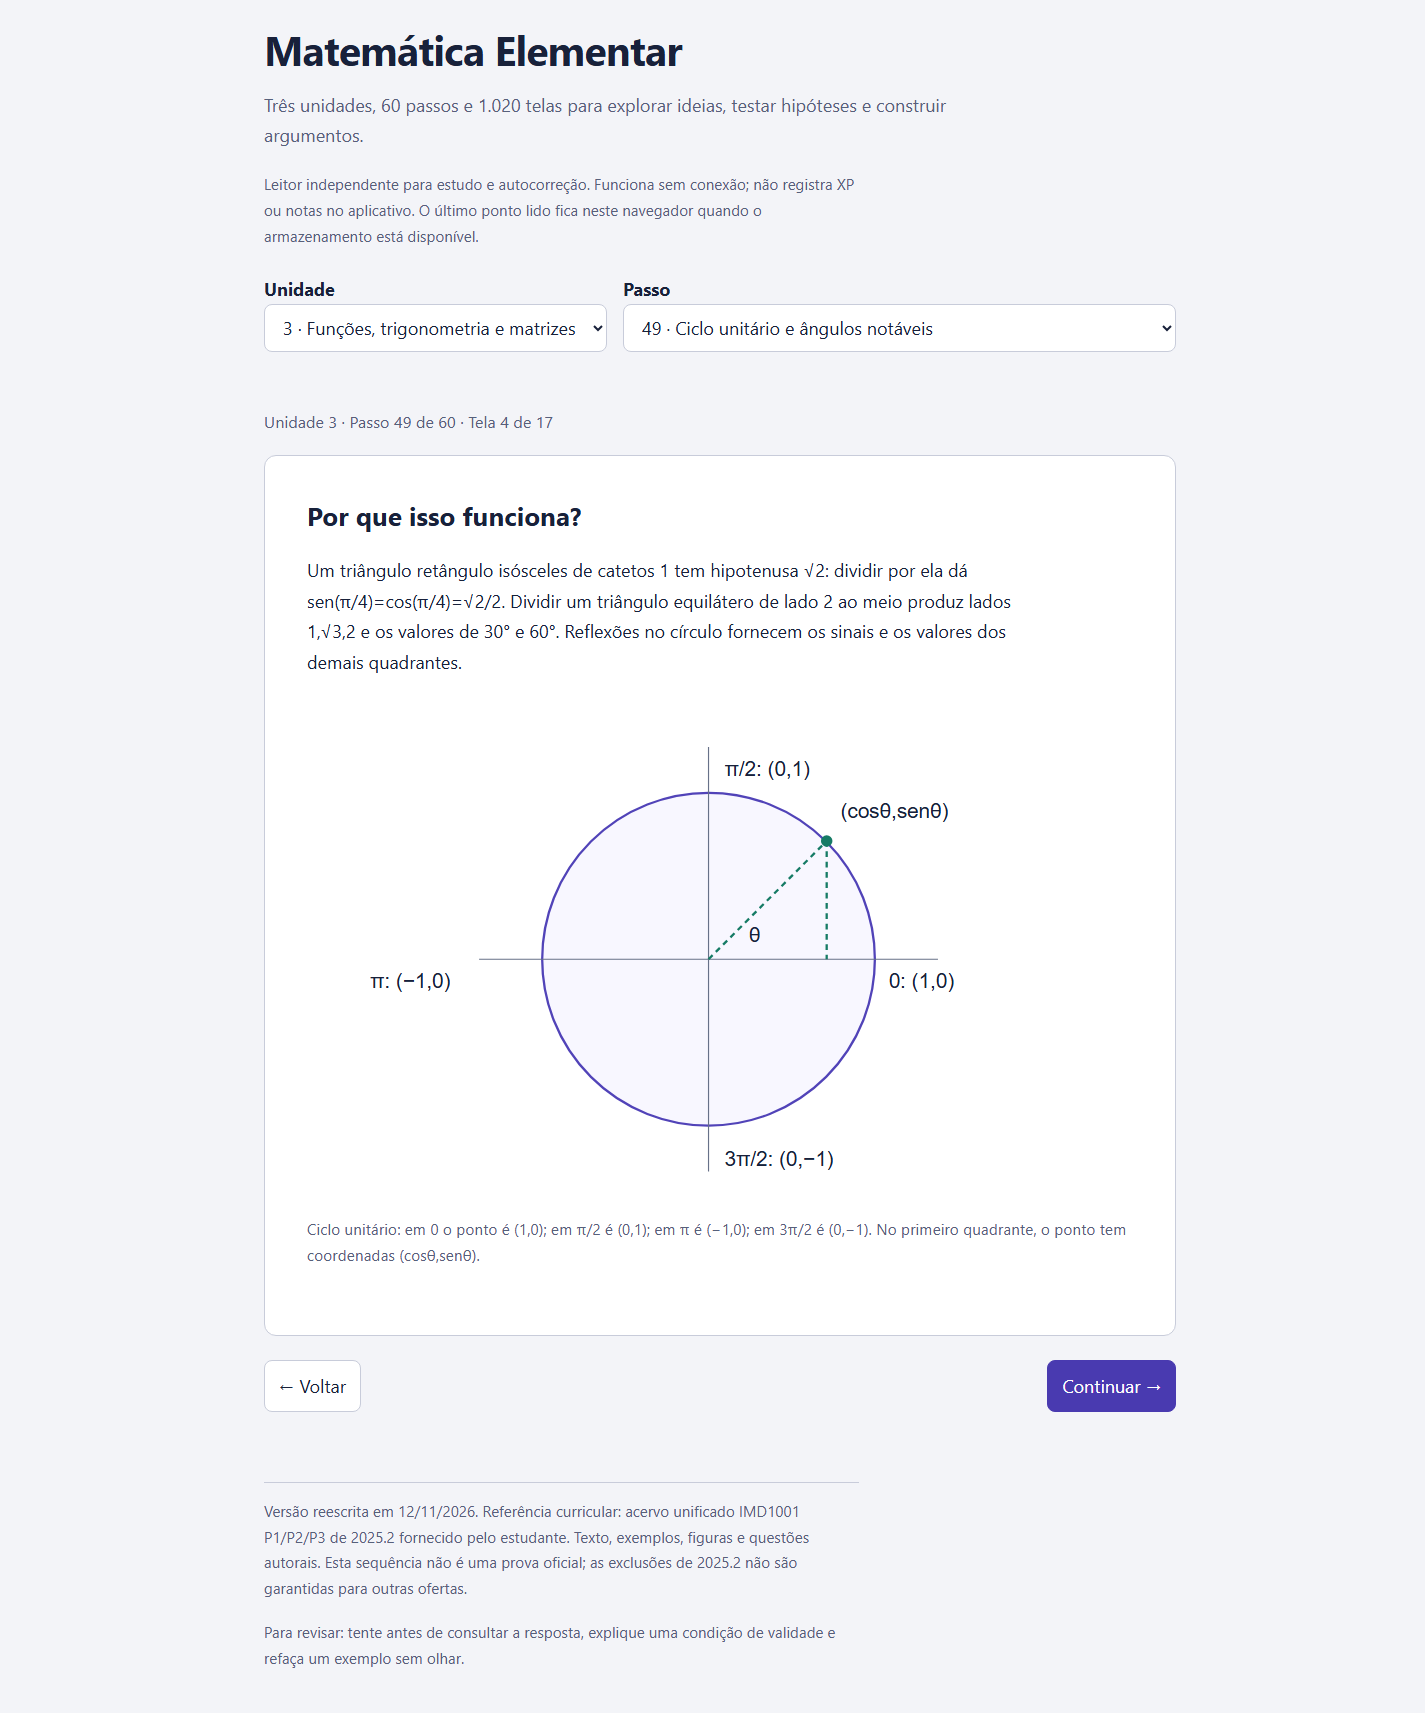 Matemática Elementar
Três unidades, 60 passos e 1.020 telas para explorar ideias, testar hipóteses e construir
argumentos.
Leitor independente para estudo e autocorreção. Funciona sem conexão; não registra XP
ou notas no aplicativo. O último ponto lido fica neste navegador quando o
armazenamento está disponível.
Unidade
Passo
3 · Funções, trigonometria e matrizes
49 · Ciclo unitário e ângulos notáveis
Unidade 3 · Passo 49 de 60 · Tela 4 de 17
Por que isso funciona?
Um triângulo retângulo isósceles de catetos 1 tem hipotenusa √2: dividir por ela dá
sen(π/4)=cos(π/4)=√2/2. Dividir um triângulo equilátero de lado 2 ao meio produz lados
1,√3,2 e os valores de 30° e 60°. Reflexões no círculo fornecem os sinais e os valores dos
demais quadrantes.
π/2: (0,1)
(cosθ,senθ)
θ
π: (−1,0)
0: (1,0)
3π/2: (0,−1)
Ciclo unitário: em 0 o ponto é (1,0); em π/2 é (0,1); em π é (−1,0); em 3π/2 é (0,−1). No primeiro quadrante, o ponto tem
coordenadas (cosθ,senθ).
← Voltar
Continuar →
Versão reescrita em 12/11/2026. Referência curricular: acervo unificado IMD1001
P1/P2/P3 de 2025.2 fornecido pelo estudante. Texto, exemplos, figuras e questões
autorais. Esta sequência não é uma prova oficial; as exclusões de 2025.2 não são
garantidas para outras ofertas.
Para revisar: tente antes de consultar a resposta, explique uma condição de validade e
refaça um exemplo sem olhar.